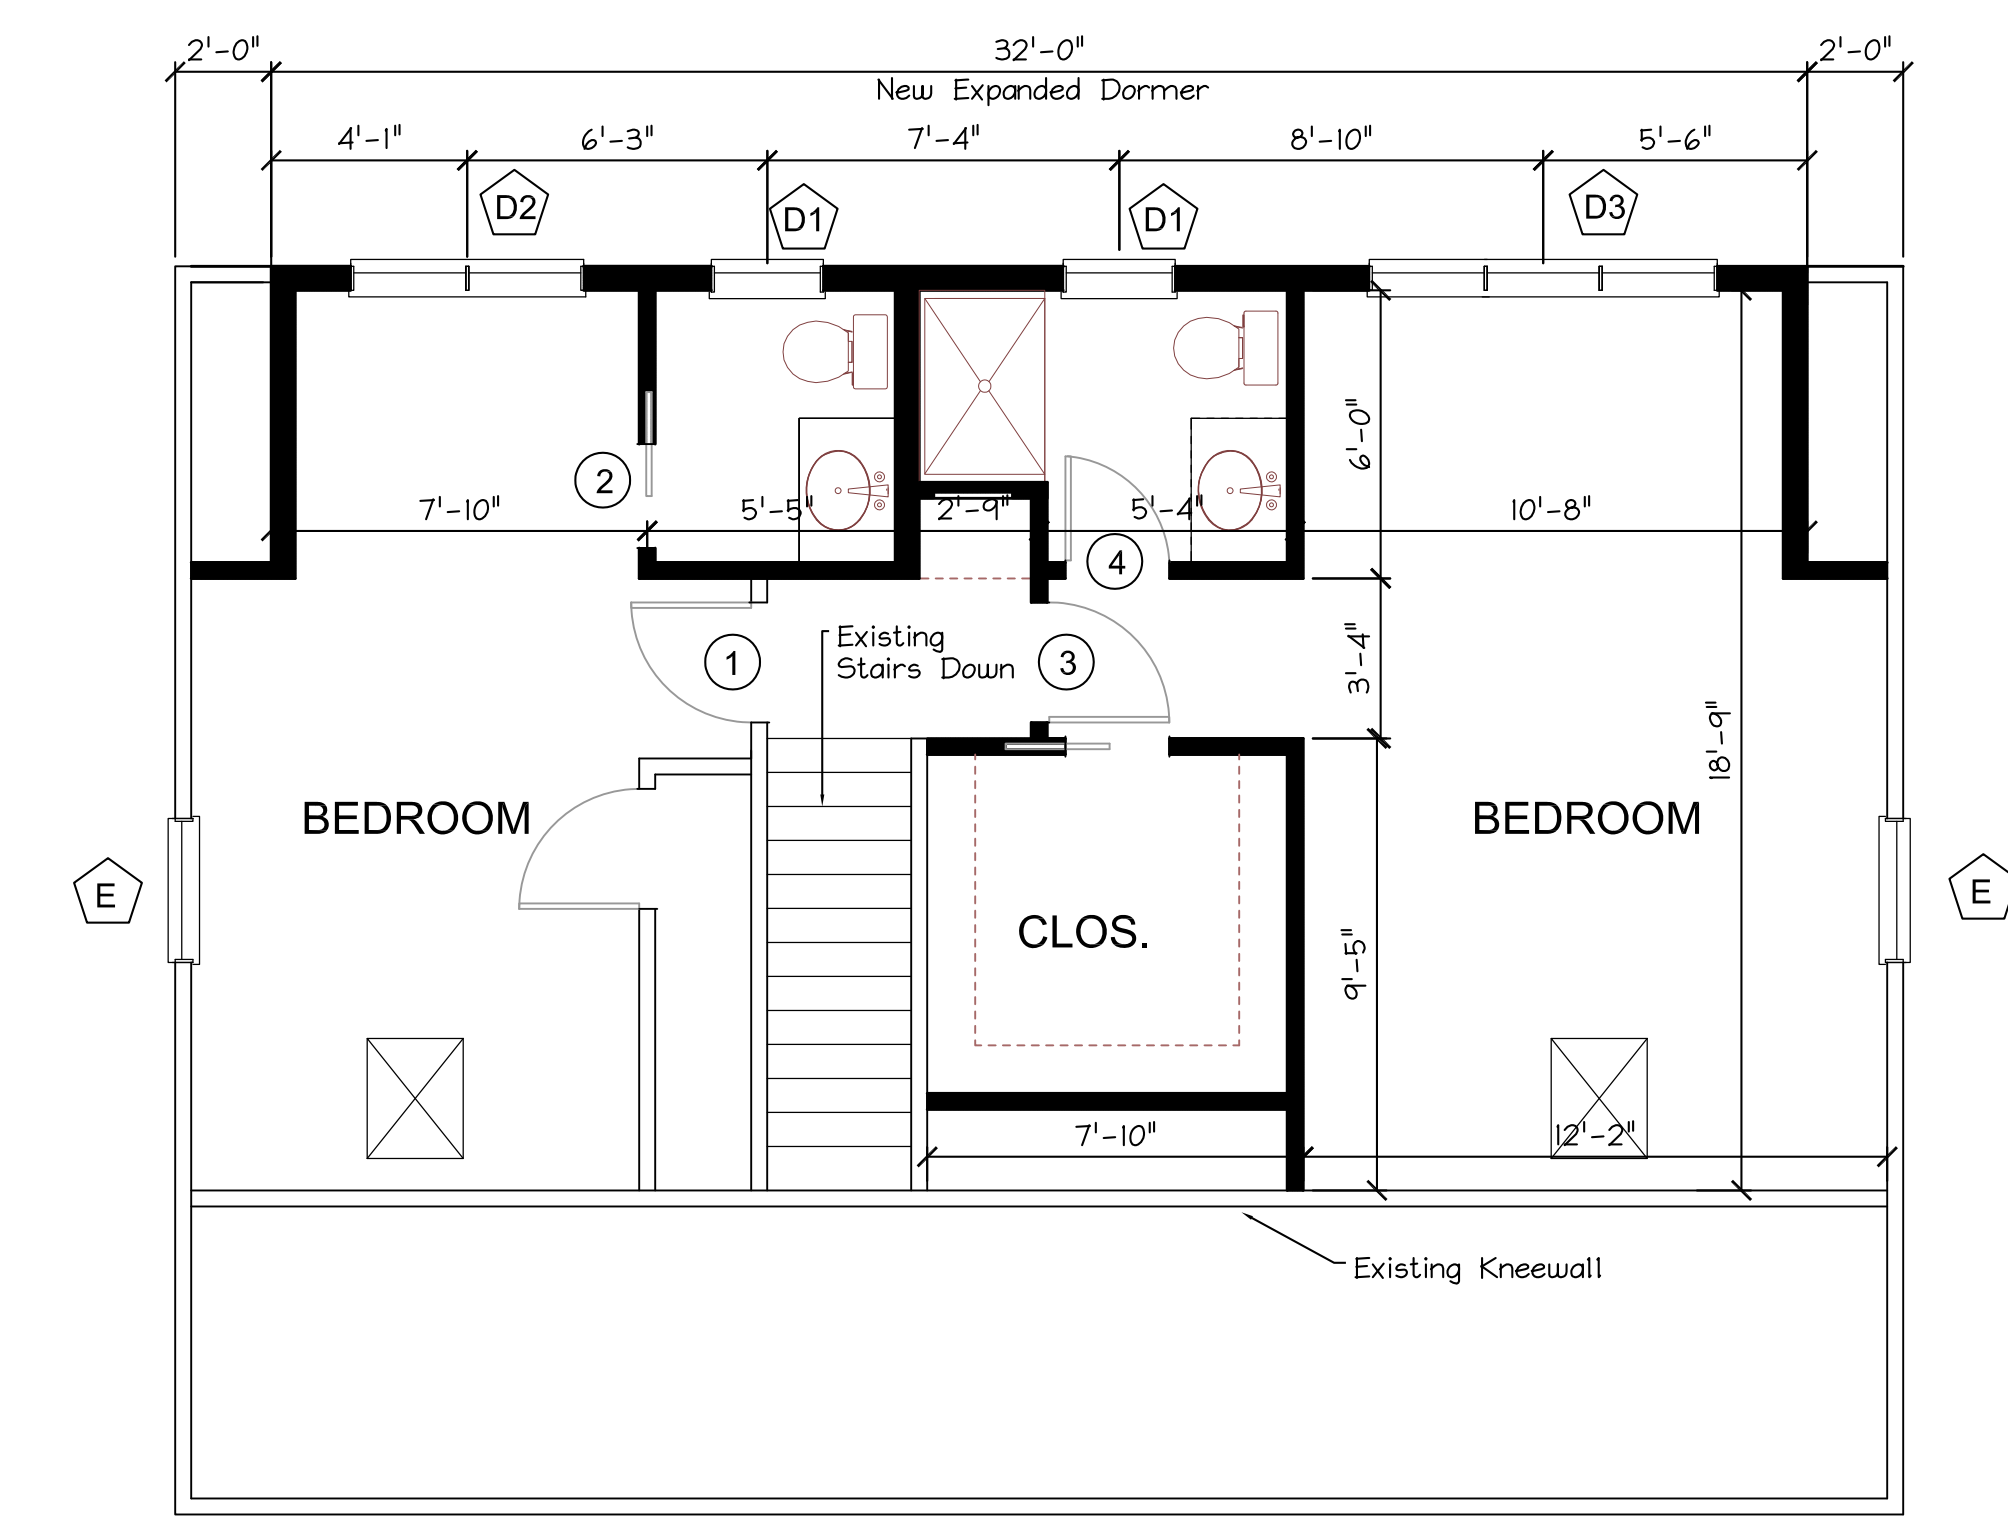 2'-0"
32'-0"
2'-0"
New Expanded Dormer
4'-1"
6'-3"
7'-4"
8'-10"
5'-6"
D2
D1
D1
D3
6'-0"
2
7'-10"
5'-5"
2'-9"
5'-4"
10'-8"
4
Existing
Stairs Down
1
3
3'-4"
18'-9"
BEDROOM
BEDROOM
E
E
CLOS.
9'-5"
7'-10"
12'-2"
Existing Kneewall